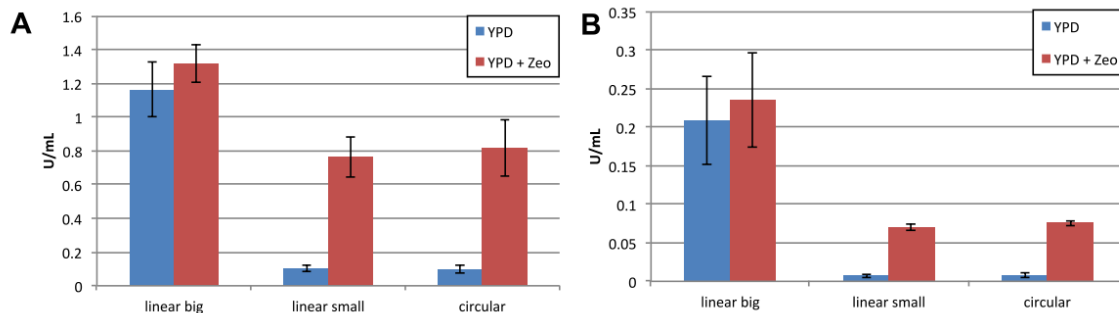 A
U/mL
1.6
1.4
1.2
1
0.8
0.6
0.4
0.2
0
YPD
YPD + Zeo
linear big
linear small
circular
B
U/mL
0.35
0.3
0.25
0.2
0.15
0.1
0.05
0
YPD
YPD + Zeo
linear big
linear small
circular